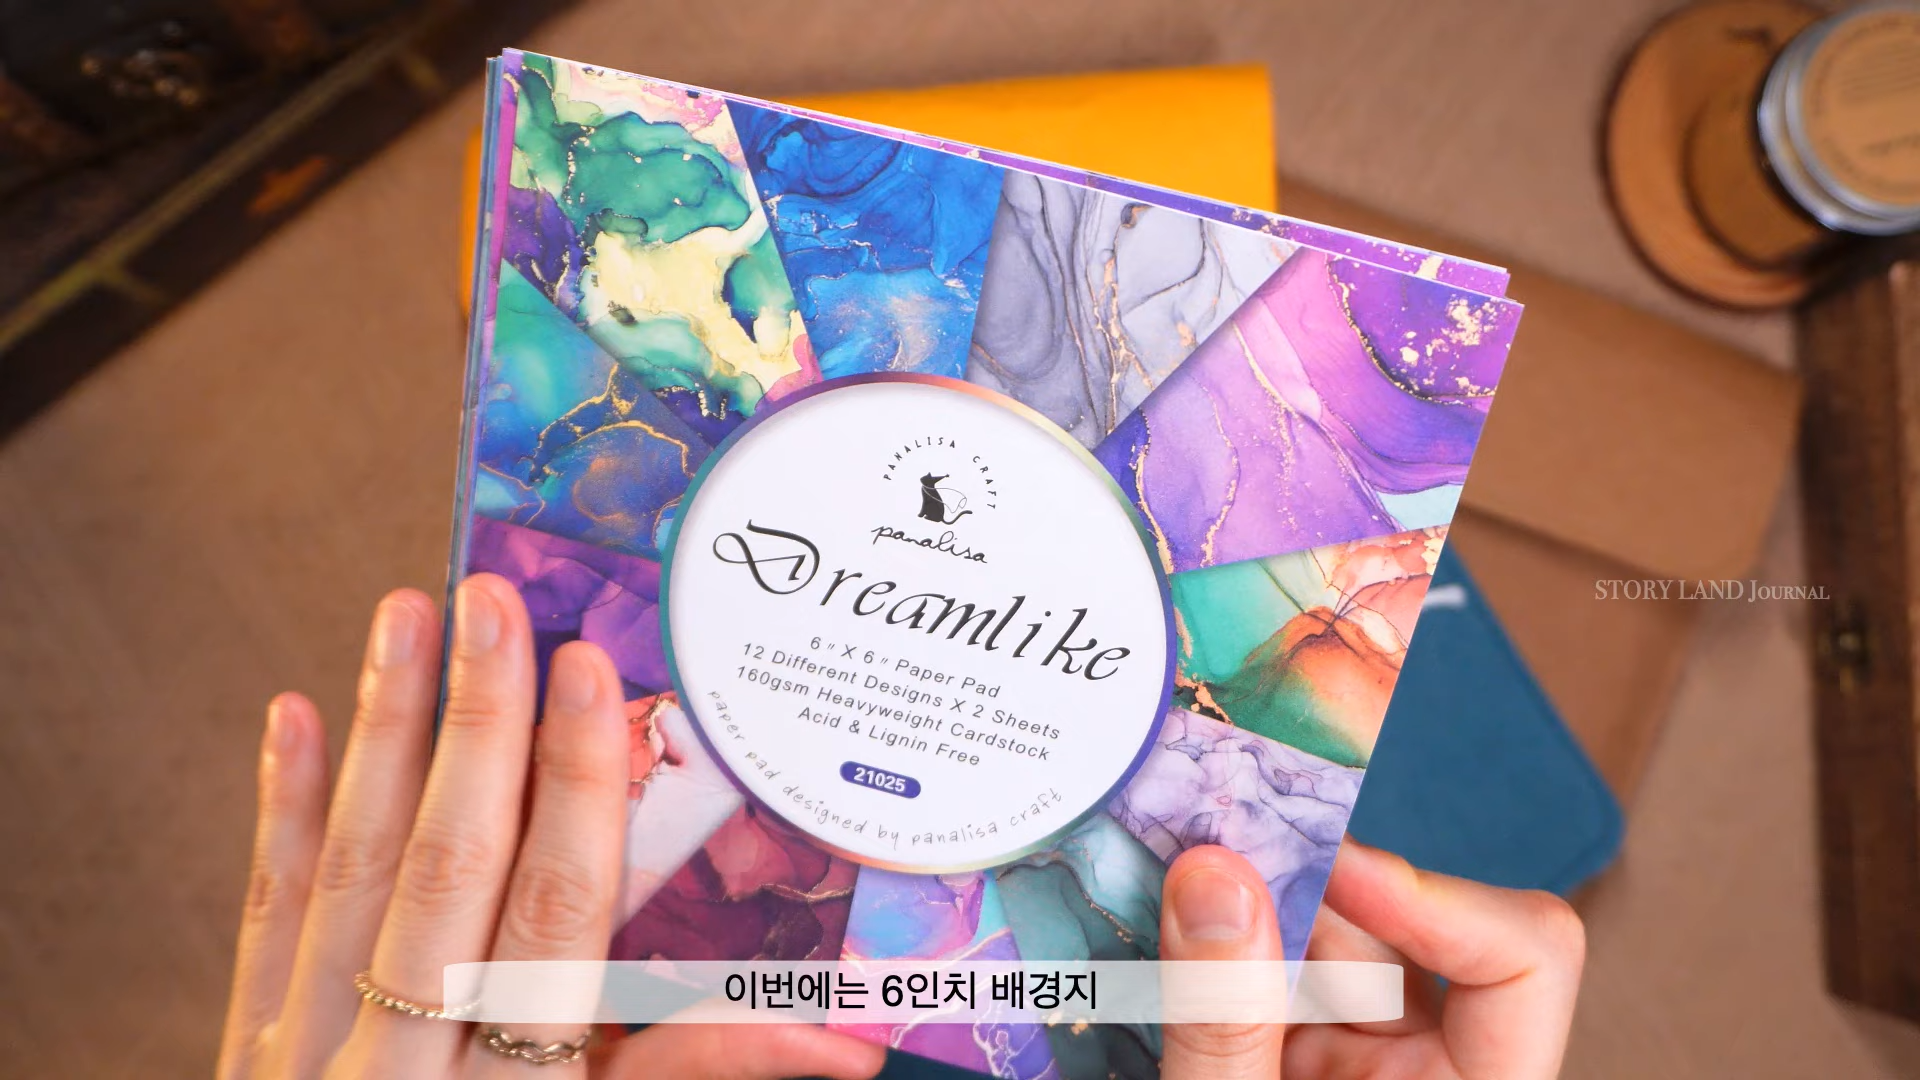 PANALISA CRAFT
panalisa
Dreamlike
6" X 6" Paper Pad
12 Different Designs X 2 Sheets
160gsm Heavyweight Cardstock
Acid & Lignin Free
21025
paper pad designed by panalisa craft
STORY LAND JOURNAL
이번에는 6인치 배경지